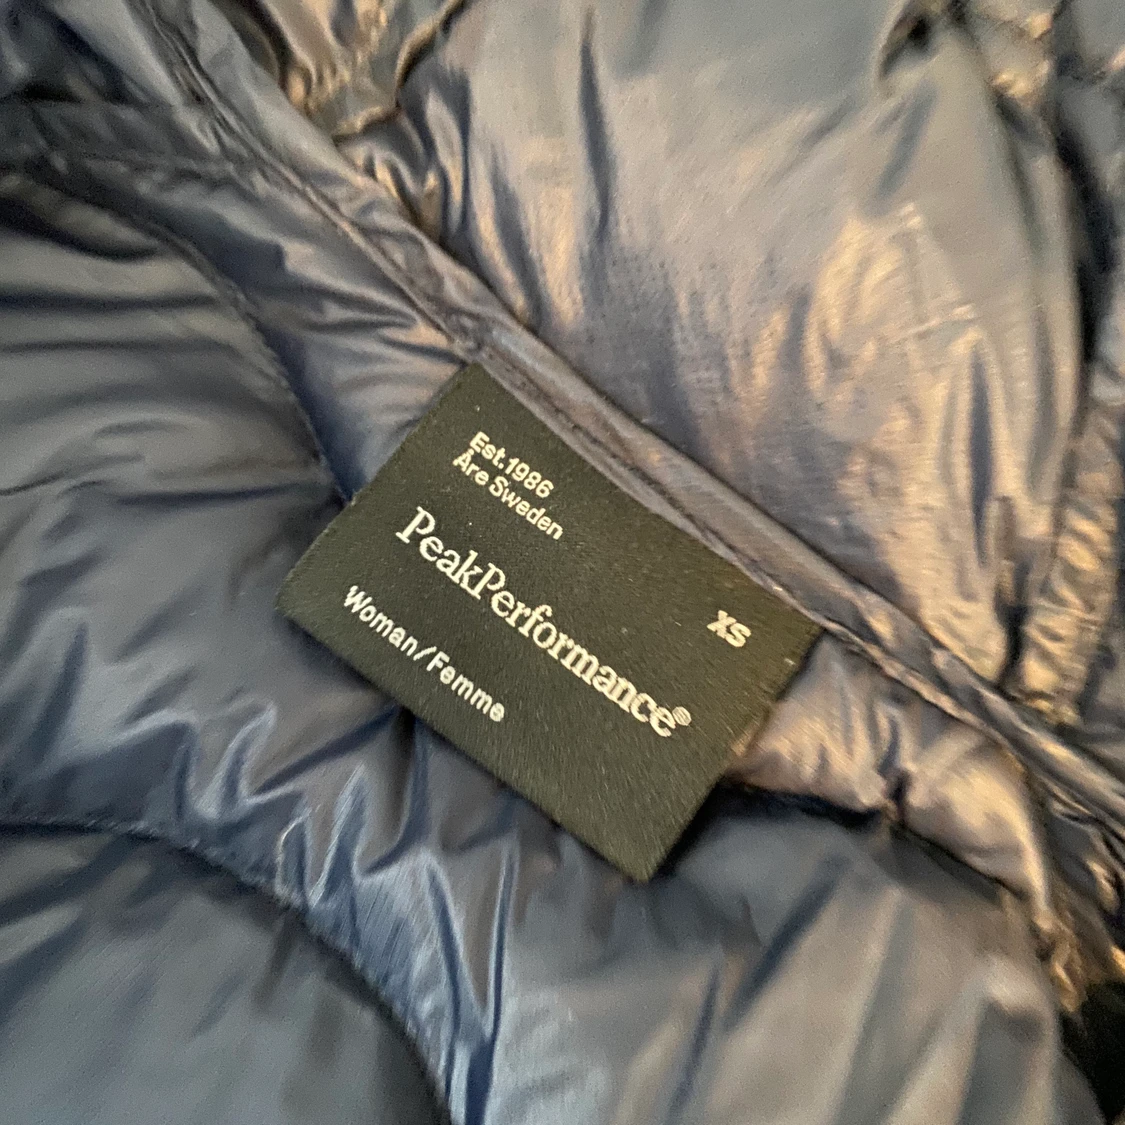 Est.1986
Åre Sweden
XS
PeakPerformance®
Woman/Femme